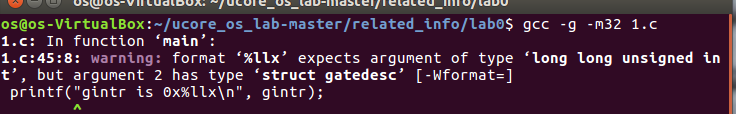 os@os-VirtualBox: ~/ucore_os_lab-master/related_info/lab0
os@os-VirtualBox:~/ucore_os_lab-master/related_info/lab0$ gcc -g -m32 1.c
1.c: In function ‘main’:
1.c:45:8: warning: format ‘%llx’ expects argument of type ‘long long unsigned in
t’, but argument 2 has type ‘struct gatedesc’ [-Wformat=]
 printf("gintr is 0x%llx\n", gintr);
        ^